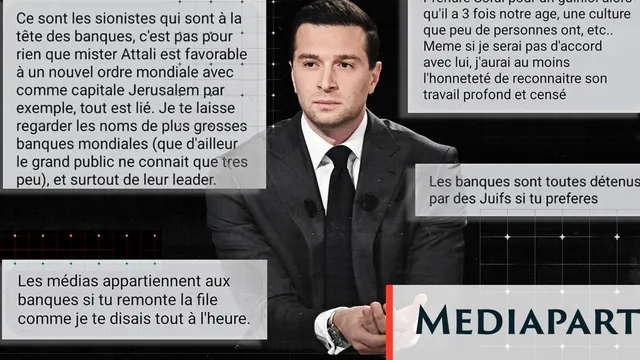 Ce sont les sionistes qui sont à la
tête des banques, c'est pas pour
rien que mister Attali est favorable
à un nouvel ordre mondiale avec
comme capitale Jerusalem par
exemple, tout est lié. Je te laisse
regarder les noms de plus grosses
banques mondiales (que d'ailleur
le grand public ne connait que tres
peu), et surtout de leur leader.
Les médias appartiennent aux
banques si tu remonte la file
comme je te disais tout à l'heure.
qu'il a 3 fois notre age, une culture
que peu de personnes ont, etc..
Meme si je serai pas d'accord
avec lui, j'aurai au moins
l'honneteté de reconnaitre son
travail profond et censé
Les banques sont toutes détenus
par des Juifs si tu preferes
MEDIAPART